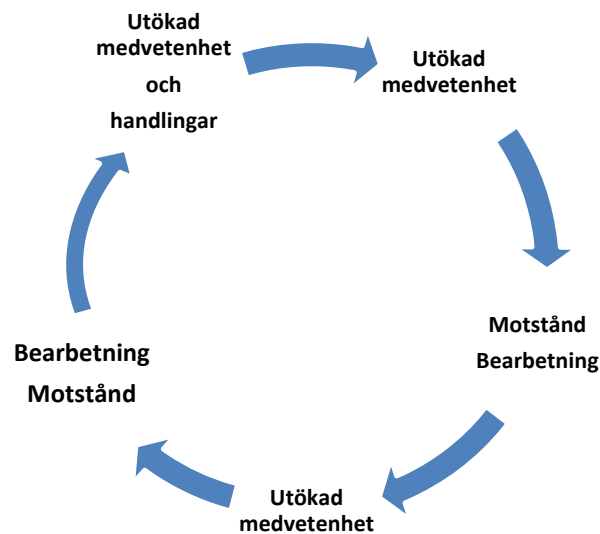 Utökad
medvetenhet
och
handlingar
Utökad
medvetenhet
Motstånd
Bearbetning
Utökad
medvetenhet
Bearbetning
Motstånd